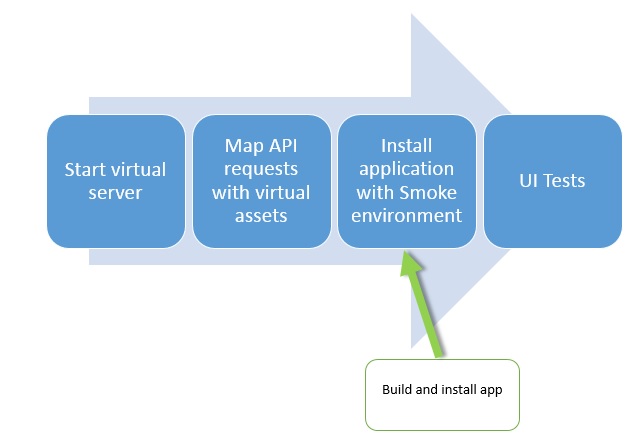 Start virtual
server
Map API
requests
with virtual
assets
Install
application
with Smoke
environment
UI Tests
Build and install app